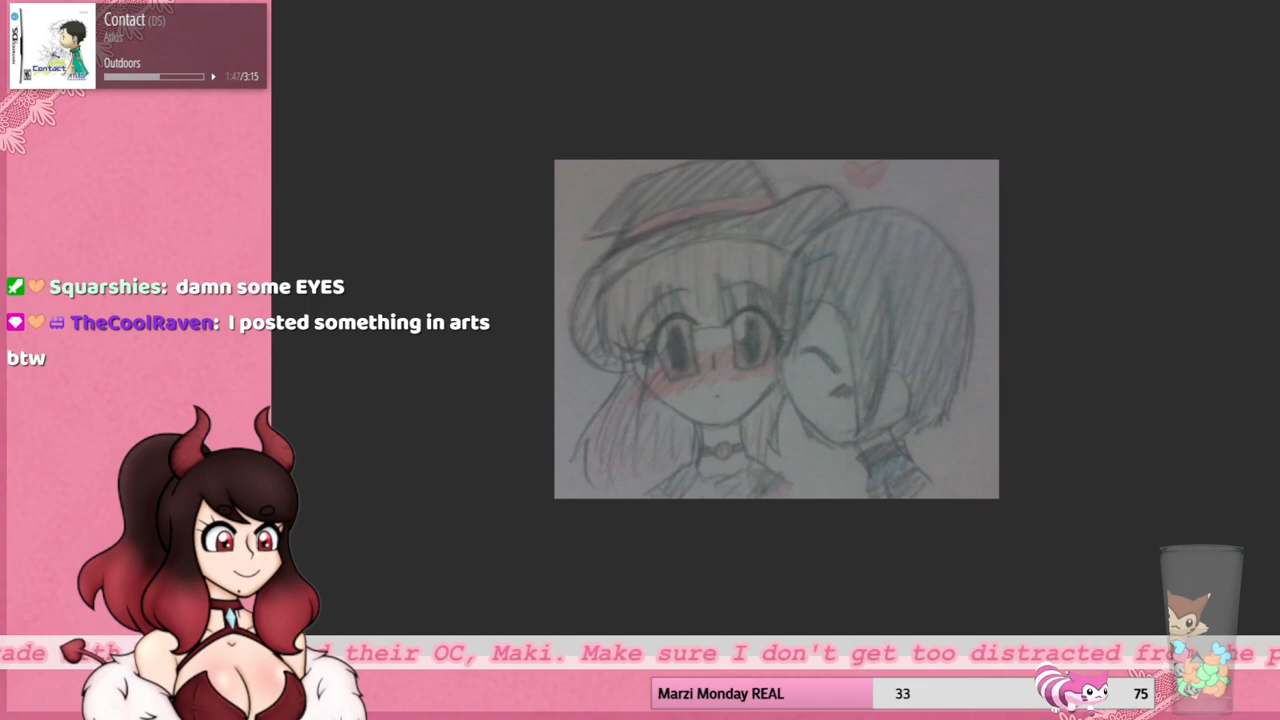 Contact (DS)
Atlus
Outdoors
1:47/3:15
Contact
Squarshies: damn some EYES
TheCoolRaven: I posted something in arts
btw
their OC, Maki. Make sure I don't get too distracted
Marzi Monday REAL 33 75